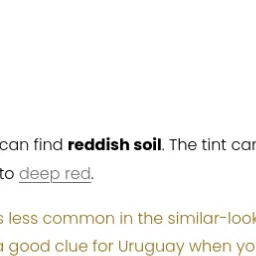 can find reddish soil. The tint can
to deep red.
s less common in the similar-look
a good clue for Uruguay when yo